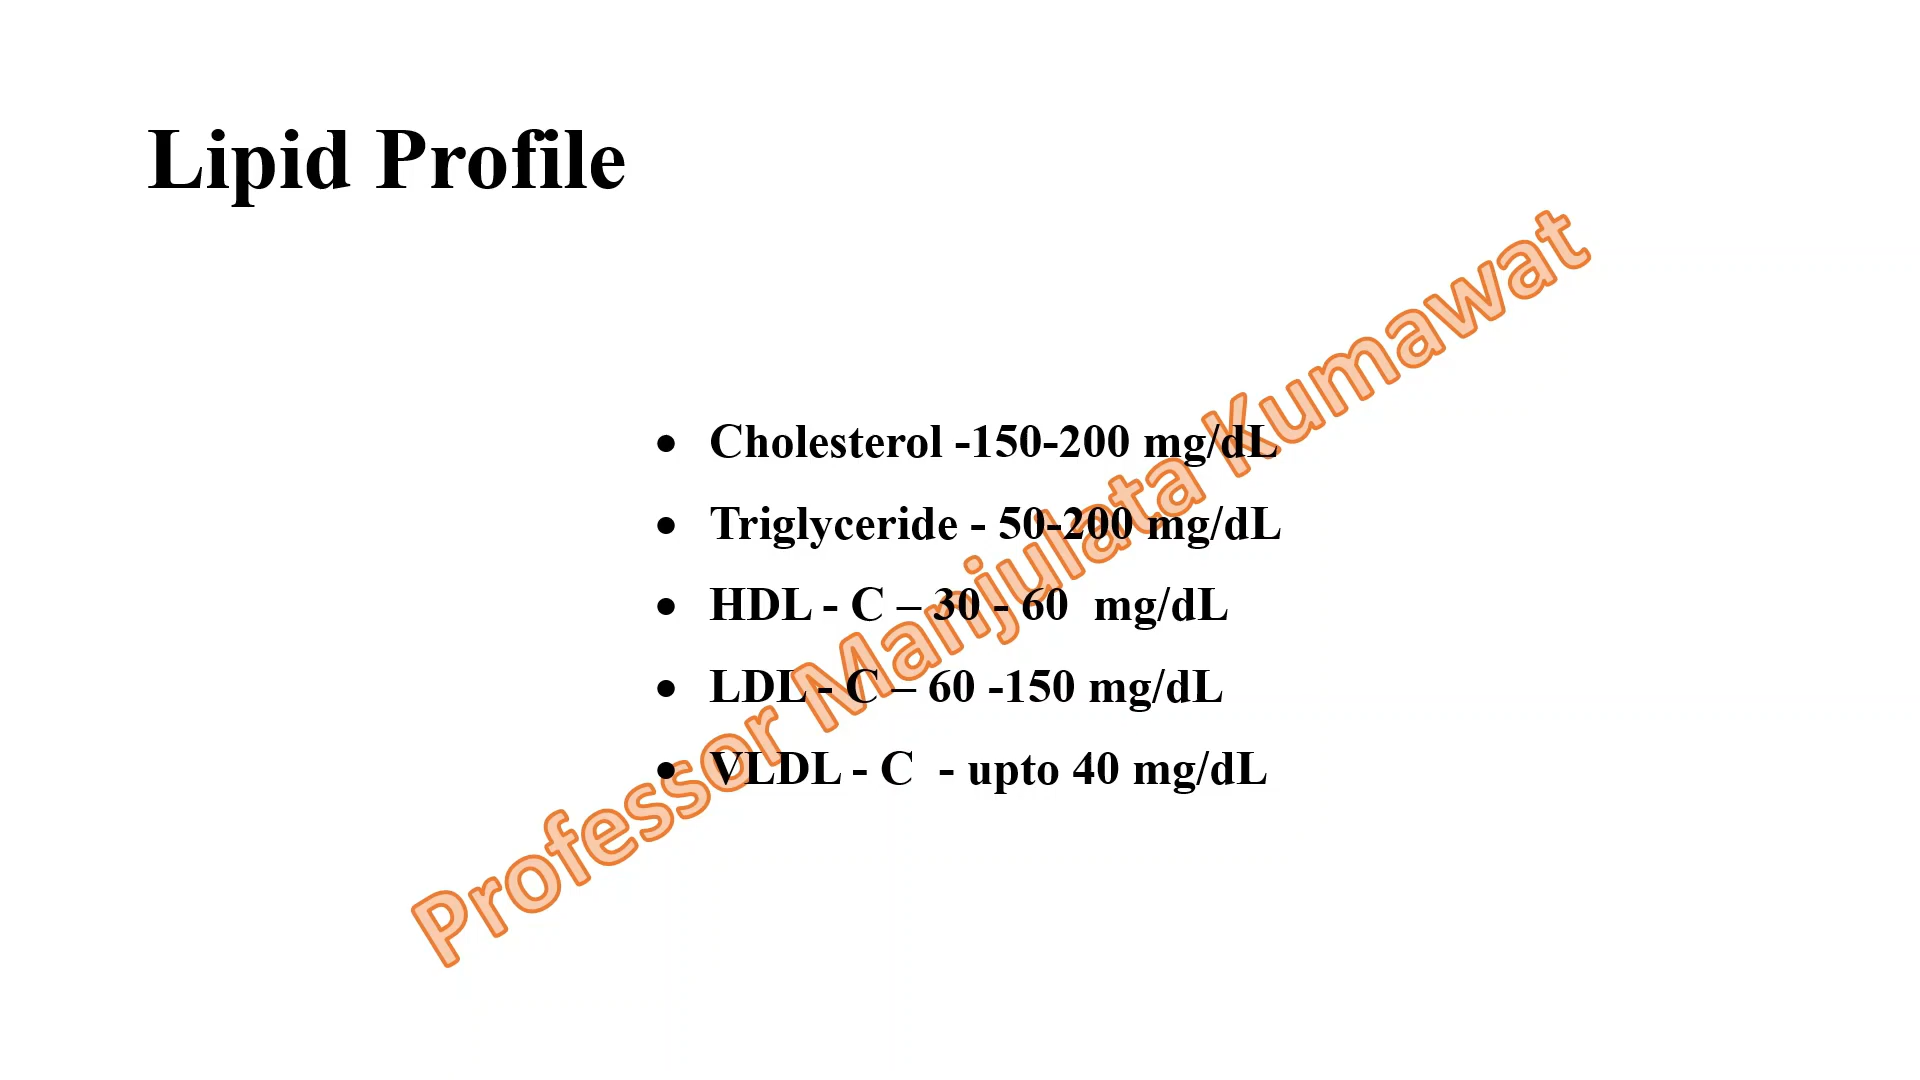 Lipid Profile
• Cholesterol -150-200 mg/dL
• Triglyceride - 50-200 mg/dL
• HDL - C – 30 - 60  mg/dL
• LDL - C – 60 -150 mg/dL
• VLDL - C  - upto 40 mg/dL
Professor Manjulata Kumawat